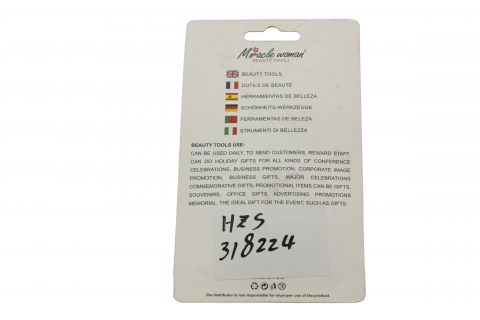 Miracle woman
BEAUTY TOOLS
BEAUTY TOOLS
OUTILS DE BEAUTE
HERRAMIENTAS DE BELLEZA
SCHÖNHEITS-WERKZEUGE
FERRAMENTAS DE BELEZA
STRUMENTI DI BELLEZZA
BEAUTY TOOLS USE:
CAN BE USED DAILY, TO SEND CUSTOMERS, REWARD STAFF,
CAN DO HOLIDAY GIFTS FOR ALL KINDS OF CONFERENCE
CELEBRATIONS, BUSINESS PROMOTION, CORPORATE IMAGE
PROMOTION, BUSINESS GIFTS, MAJOR CELEBRATIONS
COMMEMORATIVE GIFTS, PROMOTIONAL ITEMS CAN BE GIFTS,
SOUVENIRS, OFFICE GIFTS, ADVERTISING PROMOTIONS
MEMORIAL, THE IDEAL GIFT FOR THE EVENT, SUCH AS GIFTS.
HZS
318224
the distributor is not responsible for improper use of the product.